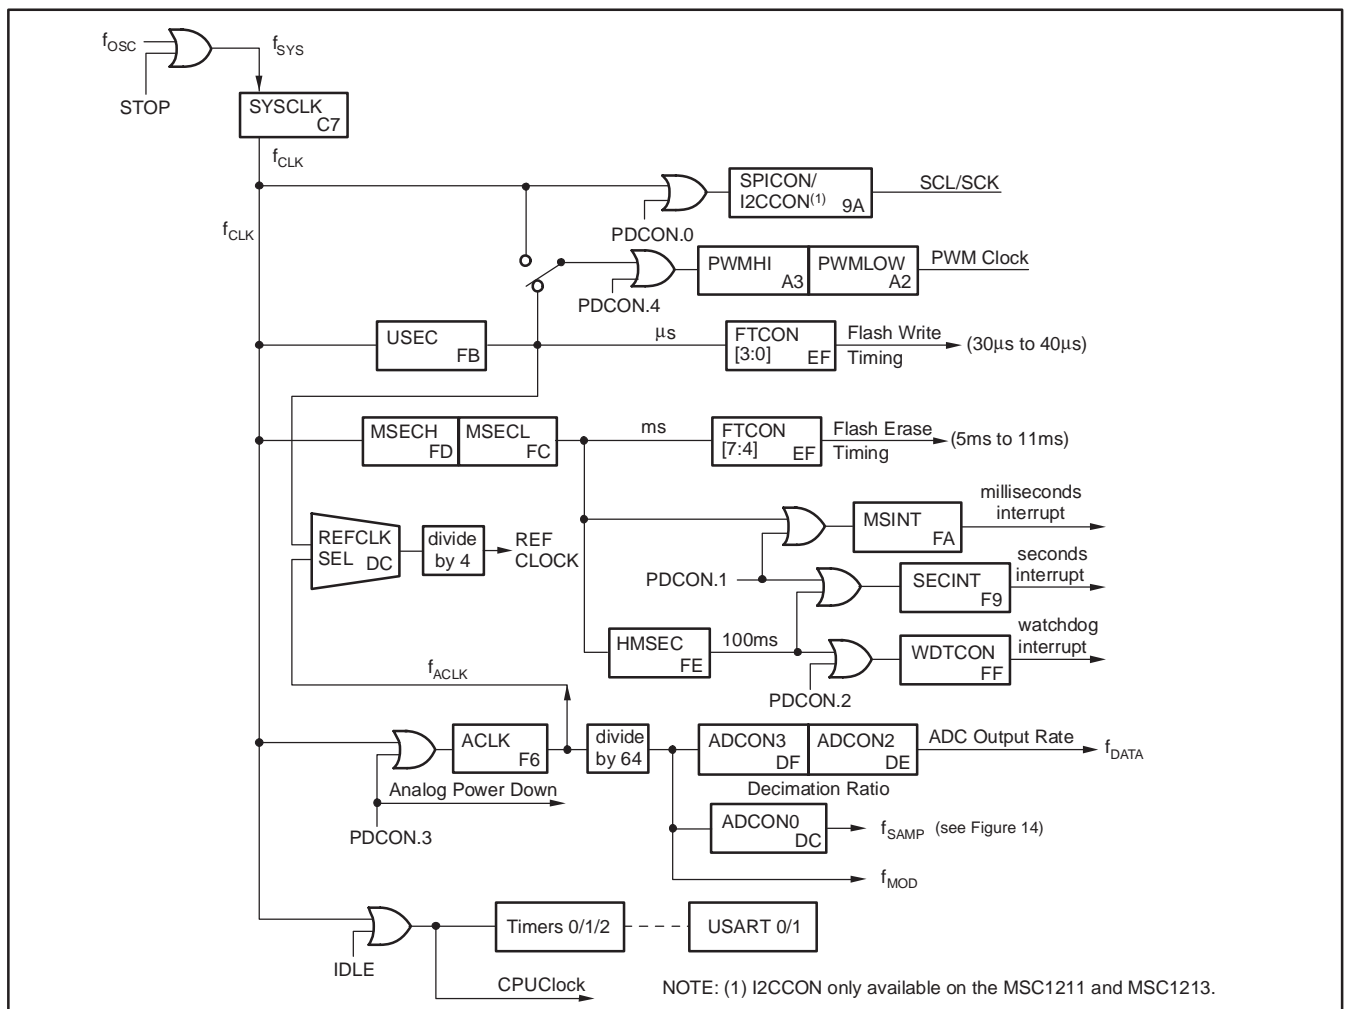 fOSC
fSYS
STOP
SYSCLK
C7
fCLK
fCLK
SPICON/
I2CCON(1)
9A
SCL/SCK
PDCON.0
PWMHI
A3
PWMLOW
A2
PWM Clock
PDCON.4
USEC
FB
μs
FTCON
[3:0]
EF
Flash Write
Timing
(30μs to 40μs)
MSECH
FD
MSECL
FC
ms
FTCON
[7:4]
EF
Flash Erase
Timing
(5ms to 11ms)
milliseconds
interrupt
MSINT
FA
REFCLK
SEL
DC
divide
by 4
REF
CLOCK
PDCON.1
seconds
interrupt
SECINT
F9
HMSEC
FE
100ms
watchdog
interrupt
WDTCON
FF
PDCON.2
fACLK
ACLK
F6
divide
by 64
ADCON3
DF
ADCON2
DE
ADC Output Rate
fDATA
Analog Power Down
Decimation Ratio
PDCON.3
ADCON0
DC
fSAMP (see Figure 14)
fMOD
Timers 0/1/2
USART 0/1
IDLE
CPUClock
NOTE: (1) I2CCON only available on the MSC1211 and MSC1213.